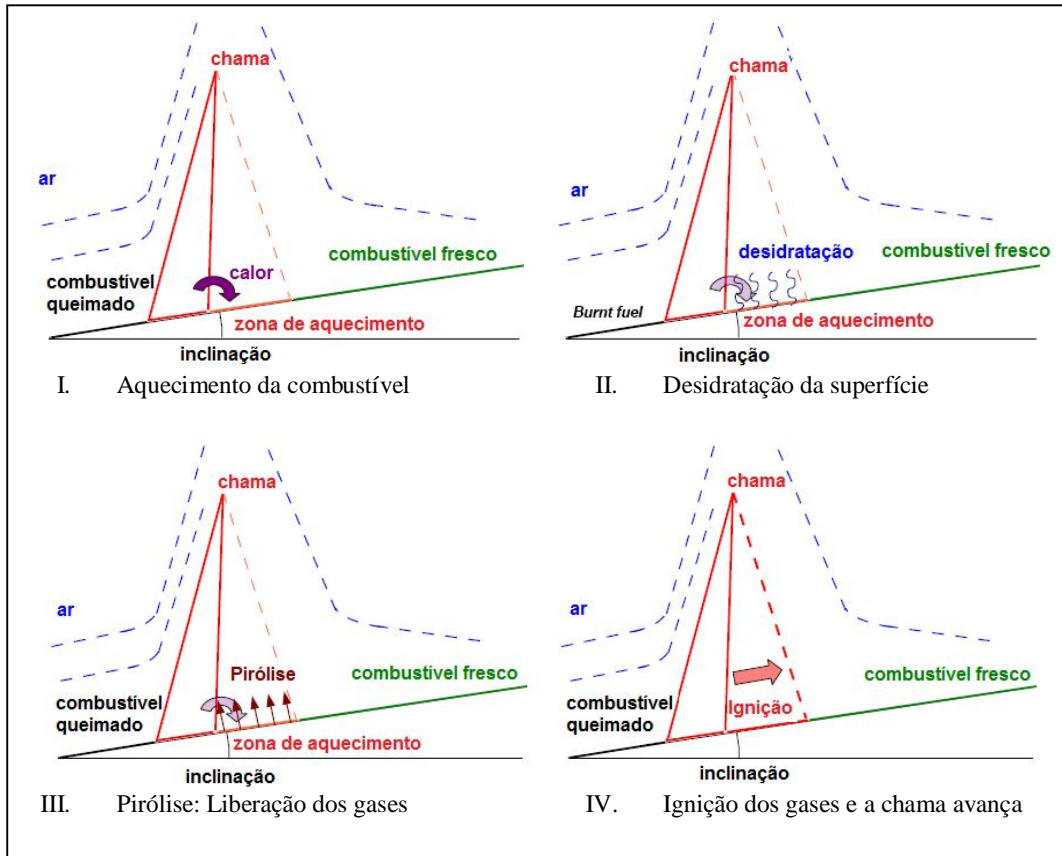 chama
ar
combustível fresco
combustível
queimado
calor
zona de aquecimento
inclinação
I. Aquecimento da combustível
chama
desidratação
combustível fresco
Burnt fuel
zona de aquecimento
inclinação
II. Desidratação da superfície
chama
ar
Pirólise
combustível fresco
combustível
queimado
zona de aquecimento
inclinação
III. Pirólise: Liberação dos gases
chama
ar
combustível fresco
combustível
queimado
Ignição
inclinação
IV. Ignição dos gases e a chama avança